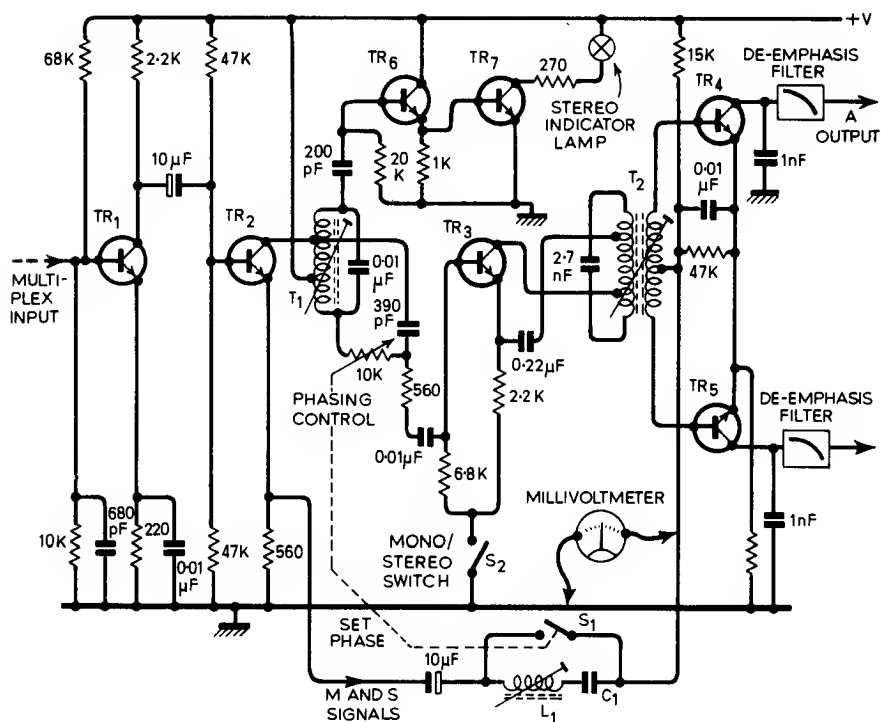 +V
68K
2·2K
47K
TR6
TR7
270
STEREO
INDICATOR
LAMP
15K
TR4
DE-EMPHASIS
FILTER
A
OUTPUT
1nF
10µF
200
pF
20
K
1K
T2
0·01
µF
TR1
TR2
TR3
MULTI-
PLEX
INPUT
T1
0·01
µF
390
pF
2·7
nF
47K
10K
0·22µF
PHASING
CONTROL
560
2·2K
TR5
DE-EMPHASIS
FILTER
0·01µF
6·8K
MILLIVOLTMETER
10K
680
pF
220
0·01
µF
47K
560
MONO/
STEREO
SWITCH
S2
1nF
SET
PHASE
S1
10µF
M AND S
SIGNALS
L1
C1